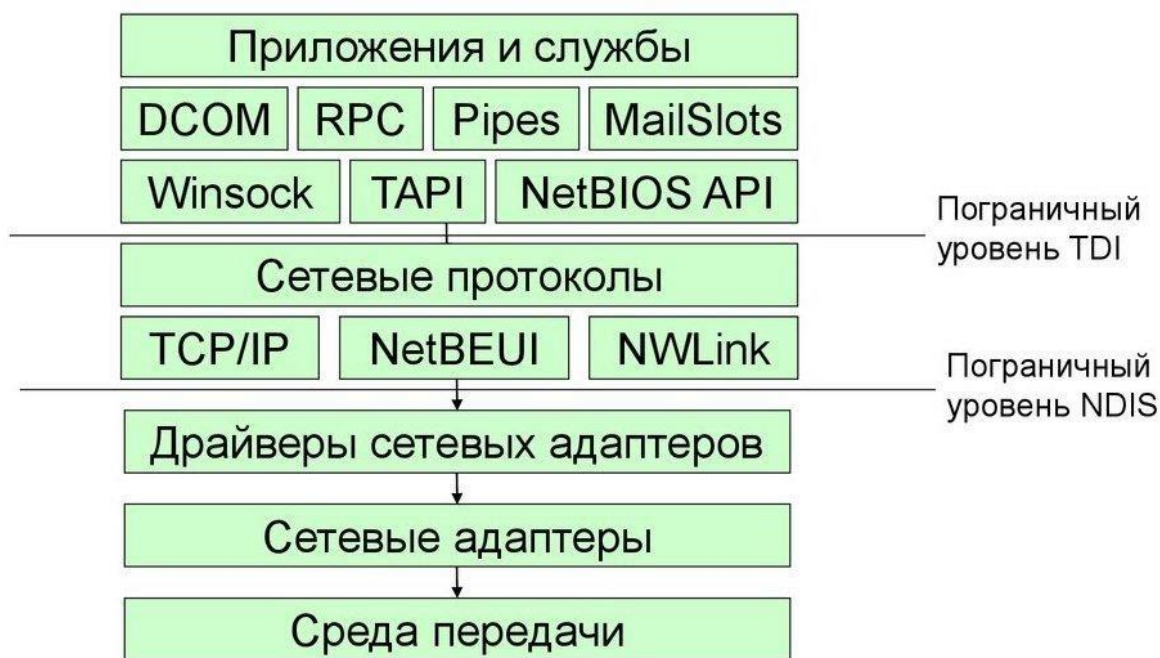 Приложения и службы
DCOM RPC Pipes MailSlots
Winsock TAPI NetBIOS API
Пограничный
уровень TDI
Сетевые протоколы
TCP/IP NetBEUI NWLink
Пограничный
уровень NDIS
Драйверы сетевых адаптеров
Сетевые адаптеры
Среда передачи